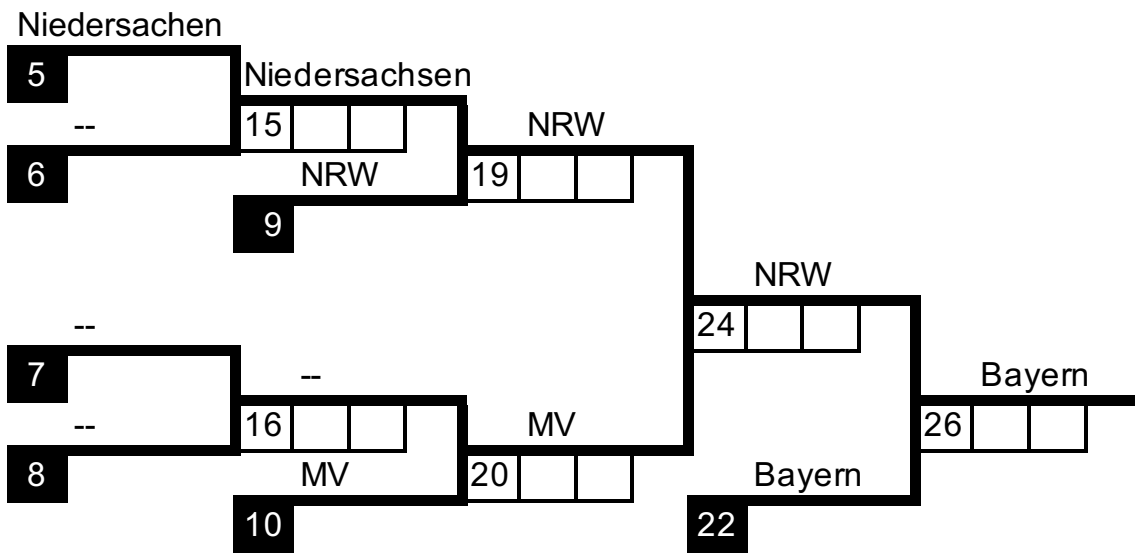 Niedersachen
5
Niedersachsen
--
15
NRW
6
NRW
19
9
NRW
--
24
7
--
Bayern
--
16
MV
26
8
MV
20
Bayern
10
22